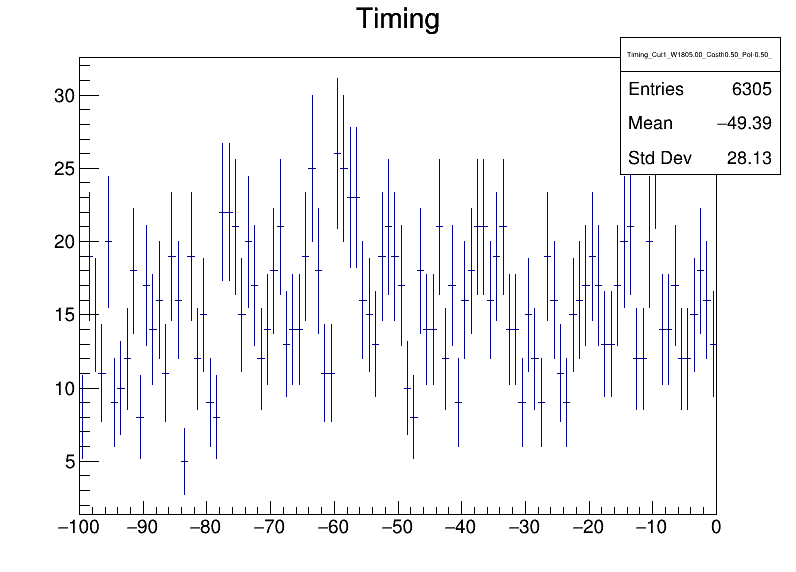 Timing
Timing_Cut1_W1805.00_Costh0.50_Pol-0.50_
Entries 6305
Mean −49.39
Std Dev 28.13
30
25
20
15
10
5
−100 −90 −80 −70 −60 −50 −40 −30 −20 −10 0